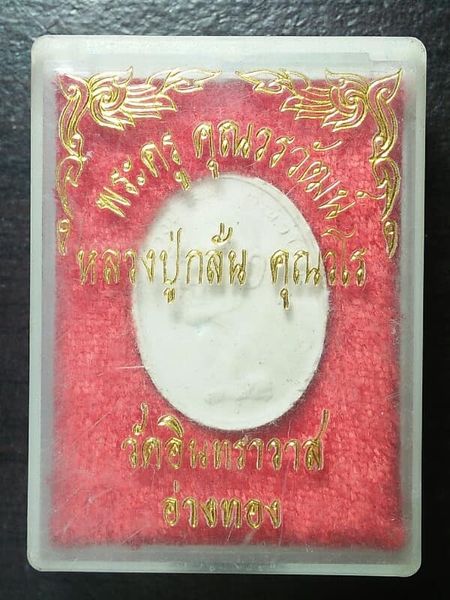 พระครู คุณวรวัฒน์
หลวงปู่กลั่น คุณวโร
วัดอินทราวาส
อ่างทอง